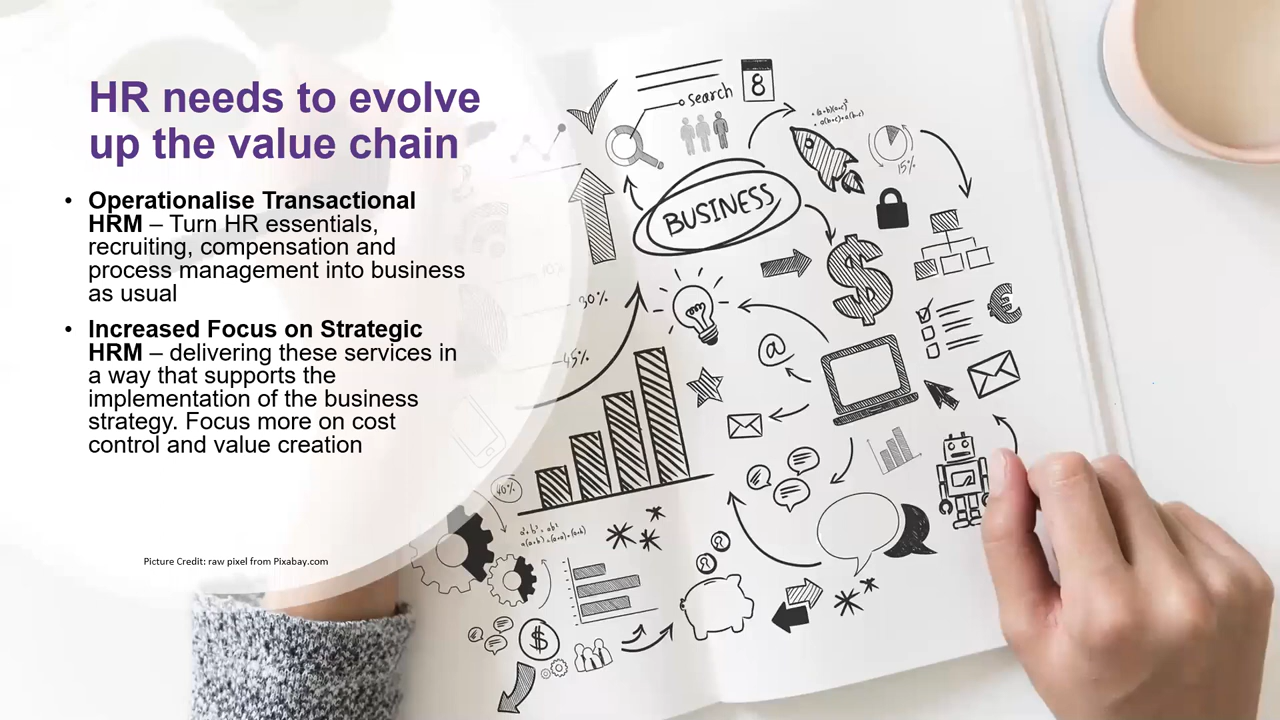 HR needs to evolve
up the value chain
• Operationalise Transactional
HRM – Turn HR essentials,
recruiting, compensation and
process management into business
as usual
• Increased Focus on Strategic
HRM – delivering these services in
a way that supports the
implementation of the business
strategy. Focus more on cost
control and value creation
Picture Credit: raw pixel from Pixabay.com
search
8
BUSINESS
15%
10%
30%
45%
@
40%
$